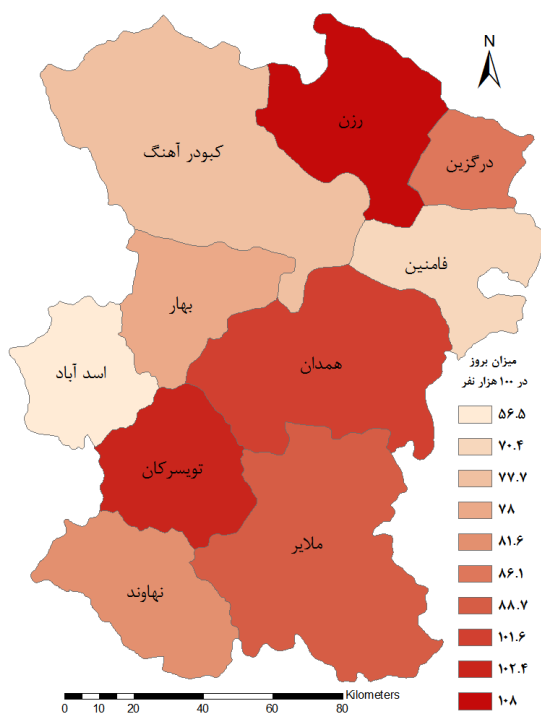 N
رزن
کبودر آهنگ
درگزین
فامنین
بهار
همدان
اسد آباد
تویسرکان
ملایر
نهاوند
میزان بروز
در ۱۰۰ هزار نفر
۵۶.۵
۷۰.۴
۷۷.۷
۷۸
۸۱.۶
۸۶.۱
۸۸.۷
۱۰۱.۶
۱۰۲.۴
۱۰۸
Kilometers
0 10 20 40 60 80